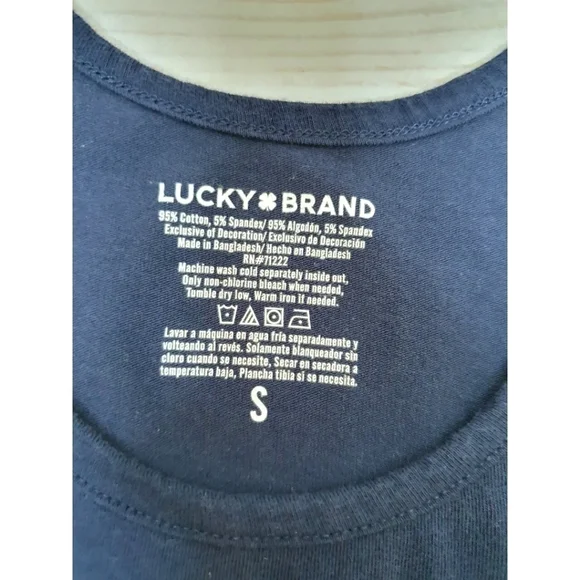 LUCKY BRAND
95% Cotton, 5% Spandex/ 95% Algodón, 5% Spandex
Exclusive of Decoration/ Exclusivo de Decoración
Made in Bangladesh/ Hecho en Bangladesh
RN#71222
Machine wash cold separately inside out,
Only non-chlorine bleach when needed,
Tumble dry low, Warm iron if needed.
Lavar a máquina en agua fría separadamente y
volteando al revés. Solamente blanqueador sin
cloro cuando se necesite, Secar en secadora a
temperatura baja, Plancha tibia si se necesita.
S